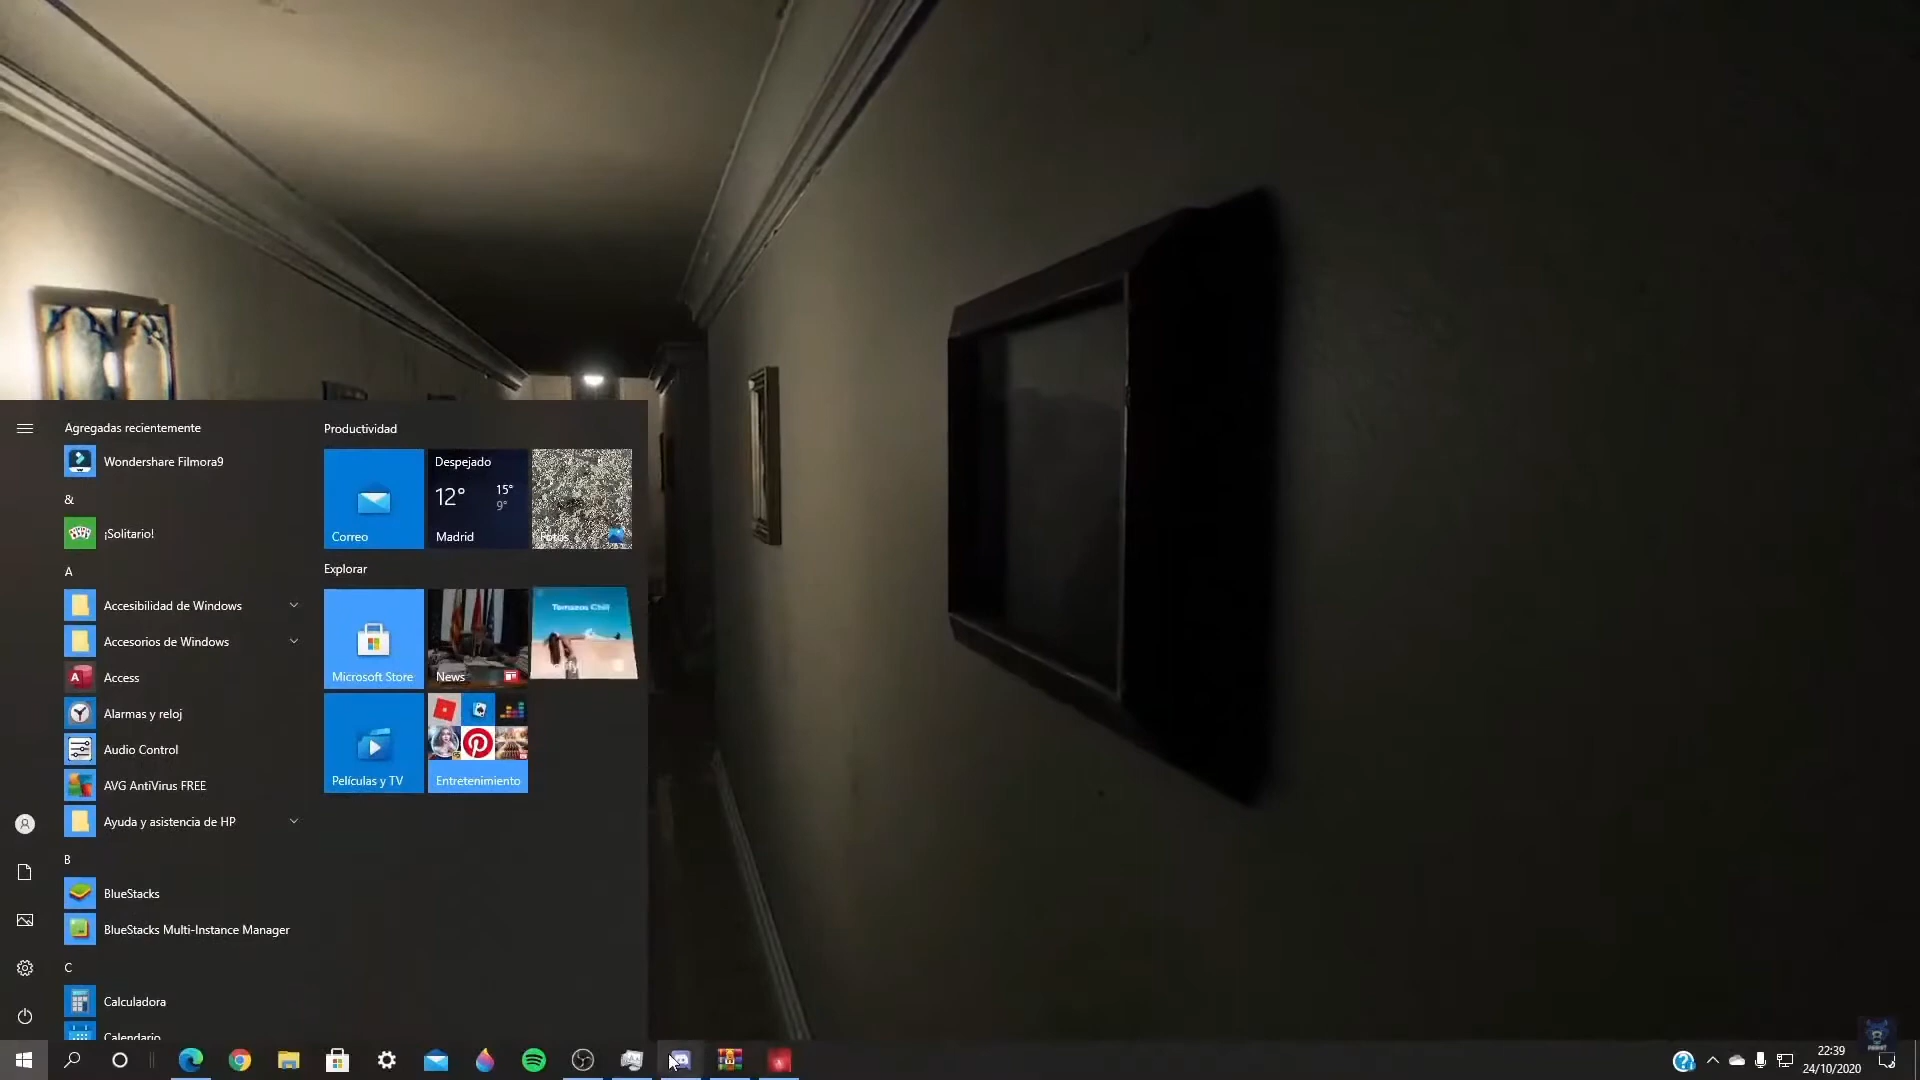 Agregadas recientemente
Wondershare Filmora9
&
¡Solitario!
A
Accesibilidad de Windows
Accesorios de Windows
Access
Alarmas y reloj
Audio Control
AVG AntiVirus FREE
Ayuda y asistencia de HP
B
BlueStacks
BlueStacks Multi-Instance Manager
C
Calculadora
Calendario
Productividad
Correo
Despejado
12°
15°
9°
Madrid
Fotos
Explorar
Microsoft Store
News
Tomazos Chill
Películas y TV
Entretenimiento
22:39
24/10/2020